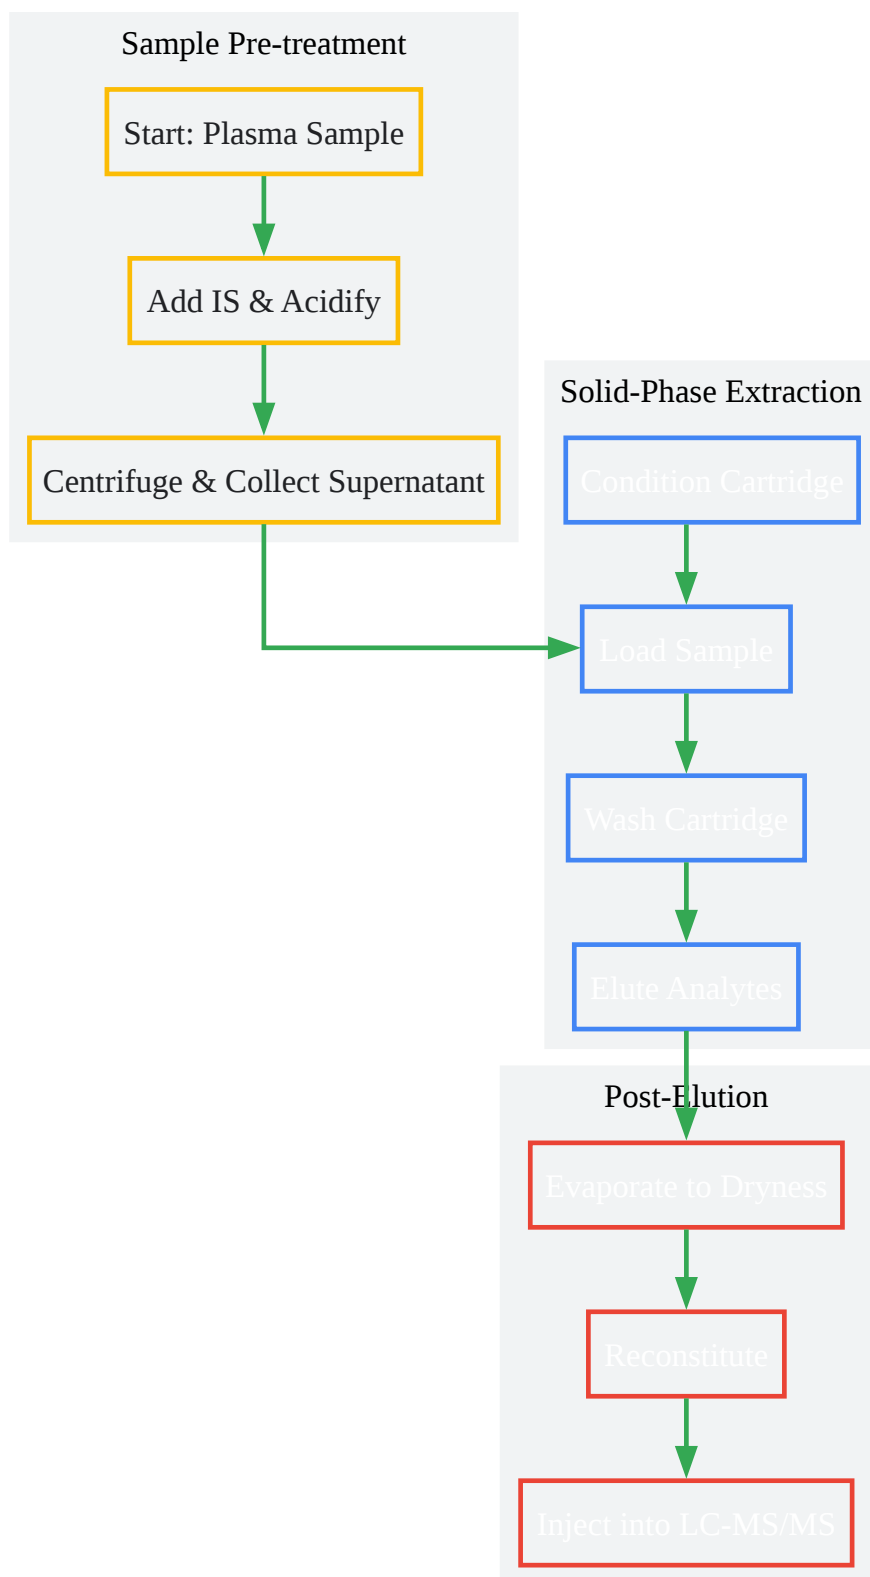 Sample Pre-treatment
Start: Plasma Sample
Add IS & Acidify
Centrifuge & Collect Supernatant
Solid-Phase Extraction
Condition Cartridge
Load Sample
Wash Cartridge
Elute Analytes
Post-Elution
Evaporate to Dryness
Reconstitute
Inject into LC-MS/MS